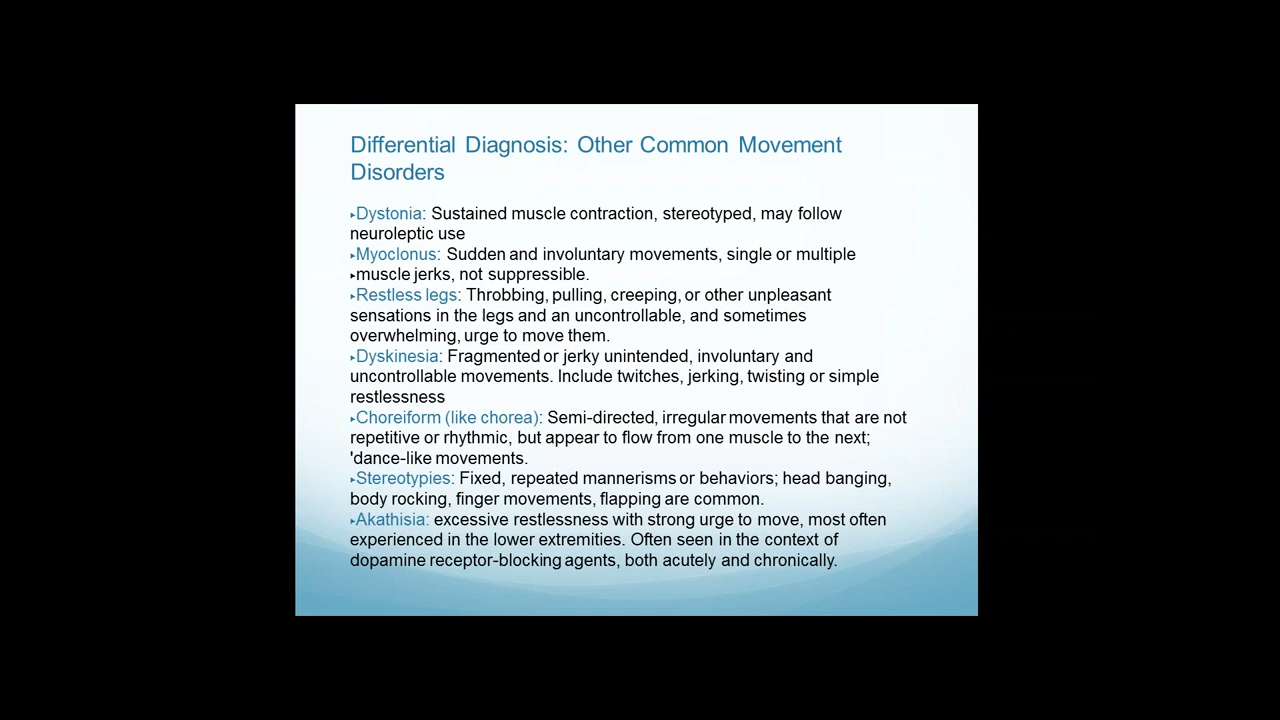 Differential Diagnosis: Other Common Movement
Disorders
▸Dystonia: Sustained muscle contraction, stereotyped, may follow
neuroleptic use
▸Myoclonus: Sudden and involuntary movements, single or multiple
▸muscle jerks, not suppressible.
▸Restless legs: Throbbing, pulling, creeping, or other unpleasant
sensations in the legs and an uncontrollable, and sometimes
overwhelming, urge to move them.
▸Dyskinesia: Fragmented or jerky unintended, involuntary and
uncontrollable movements. Include twitches, jerking, twisting or simple
restlessness
▸Choreiform (like chorea): Semi-directed, irregular movements that are not
repetitive or rhythmic, but appear to flow from one muscle to the next;
'dance-like movements.
▸Stereotypies: Fixed, repeated mannerisms or behaviors; head banging,
body rocking, finger movements, flapping are common.
▸Akathisia: excessive restlessness with strong urge to move, most often
experienced in the lower extremities. Often seen in the context of
dopamine receptor-blocking agents, both acutely and chronically.